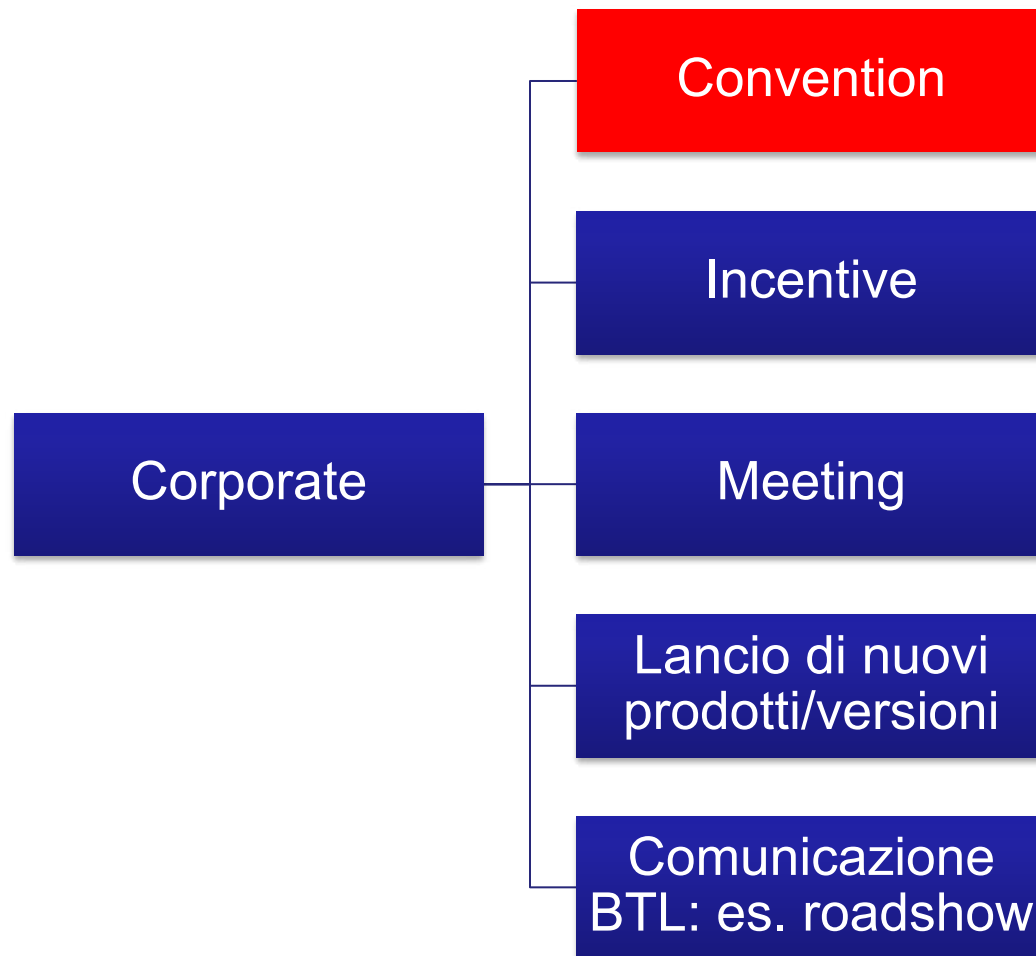 Convention
Incentive
Corporate
Meeting
Lancio di nuovi
prodotti/versioni
Comunicazione
BTL: es. roadshow